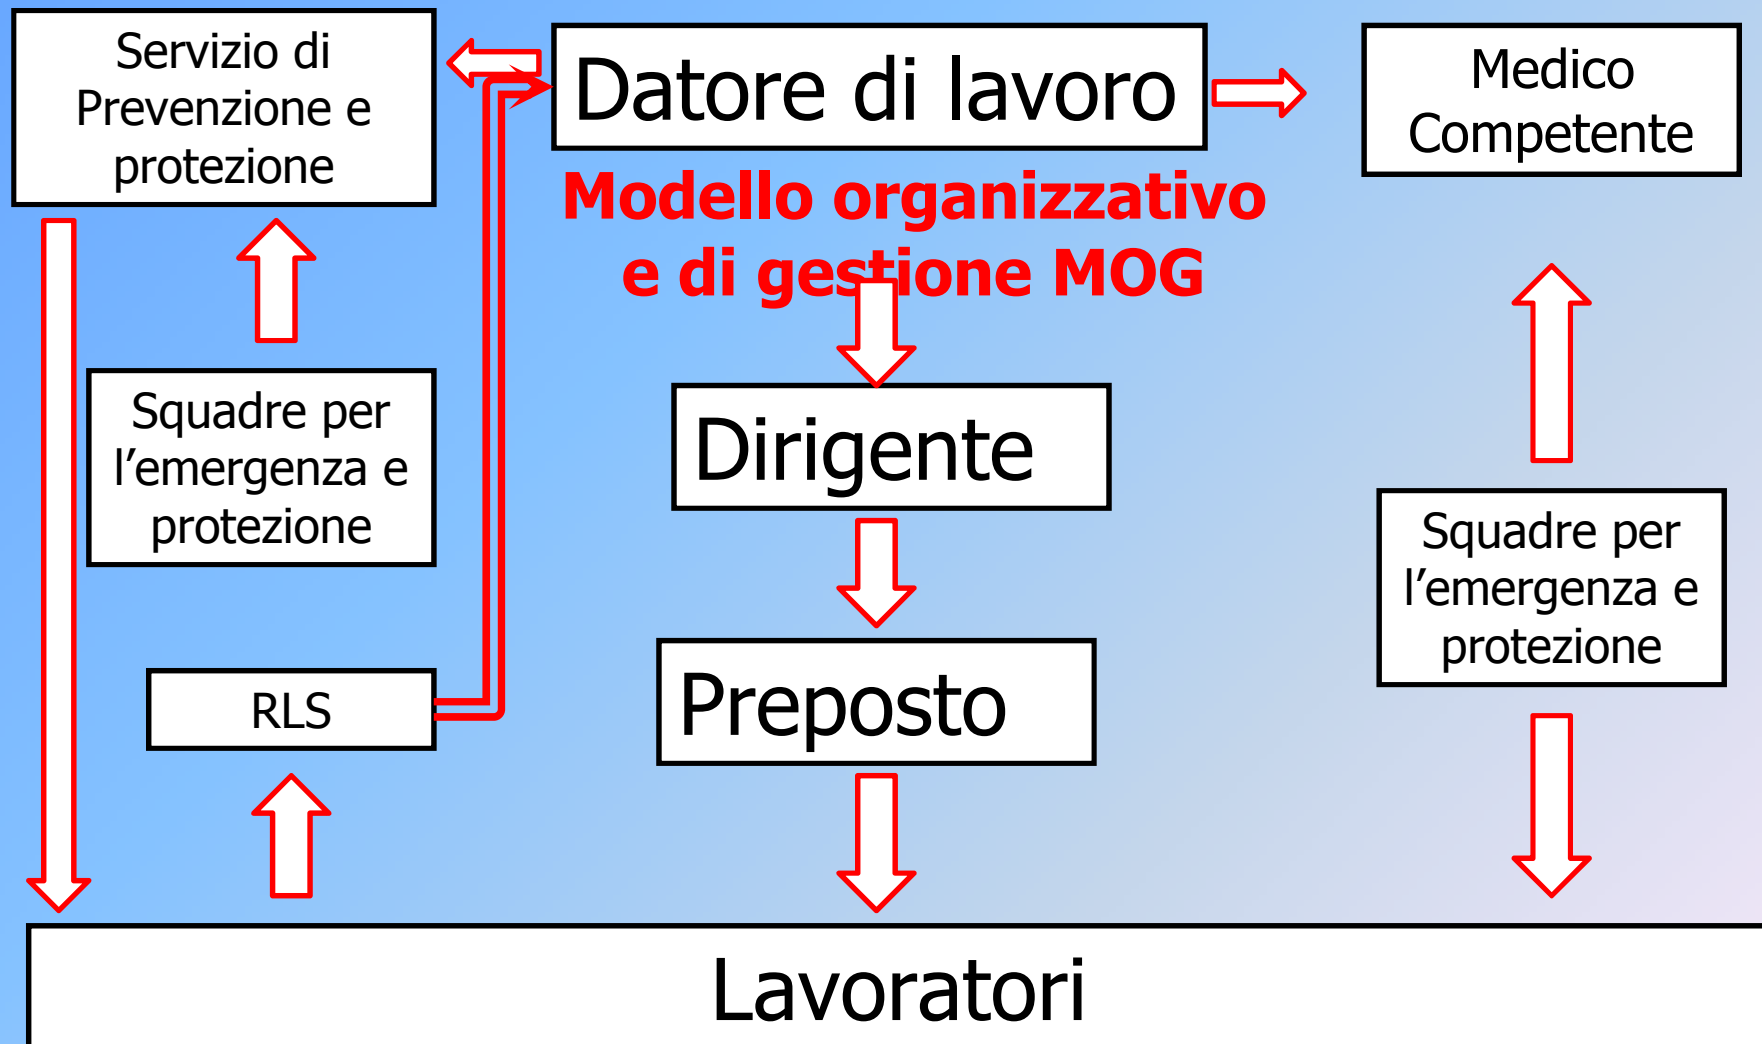 Servizio di
Prevenzione e
protezione
Datore di lavoro
Medico
Competente
Modello organizzativo
e di gestione MOG
Squadre per
l’emergenza e
protezione
Dirigente
Squadre per
l’emergenza e
protezione
Preposto
RLS
Lavoratori